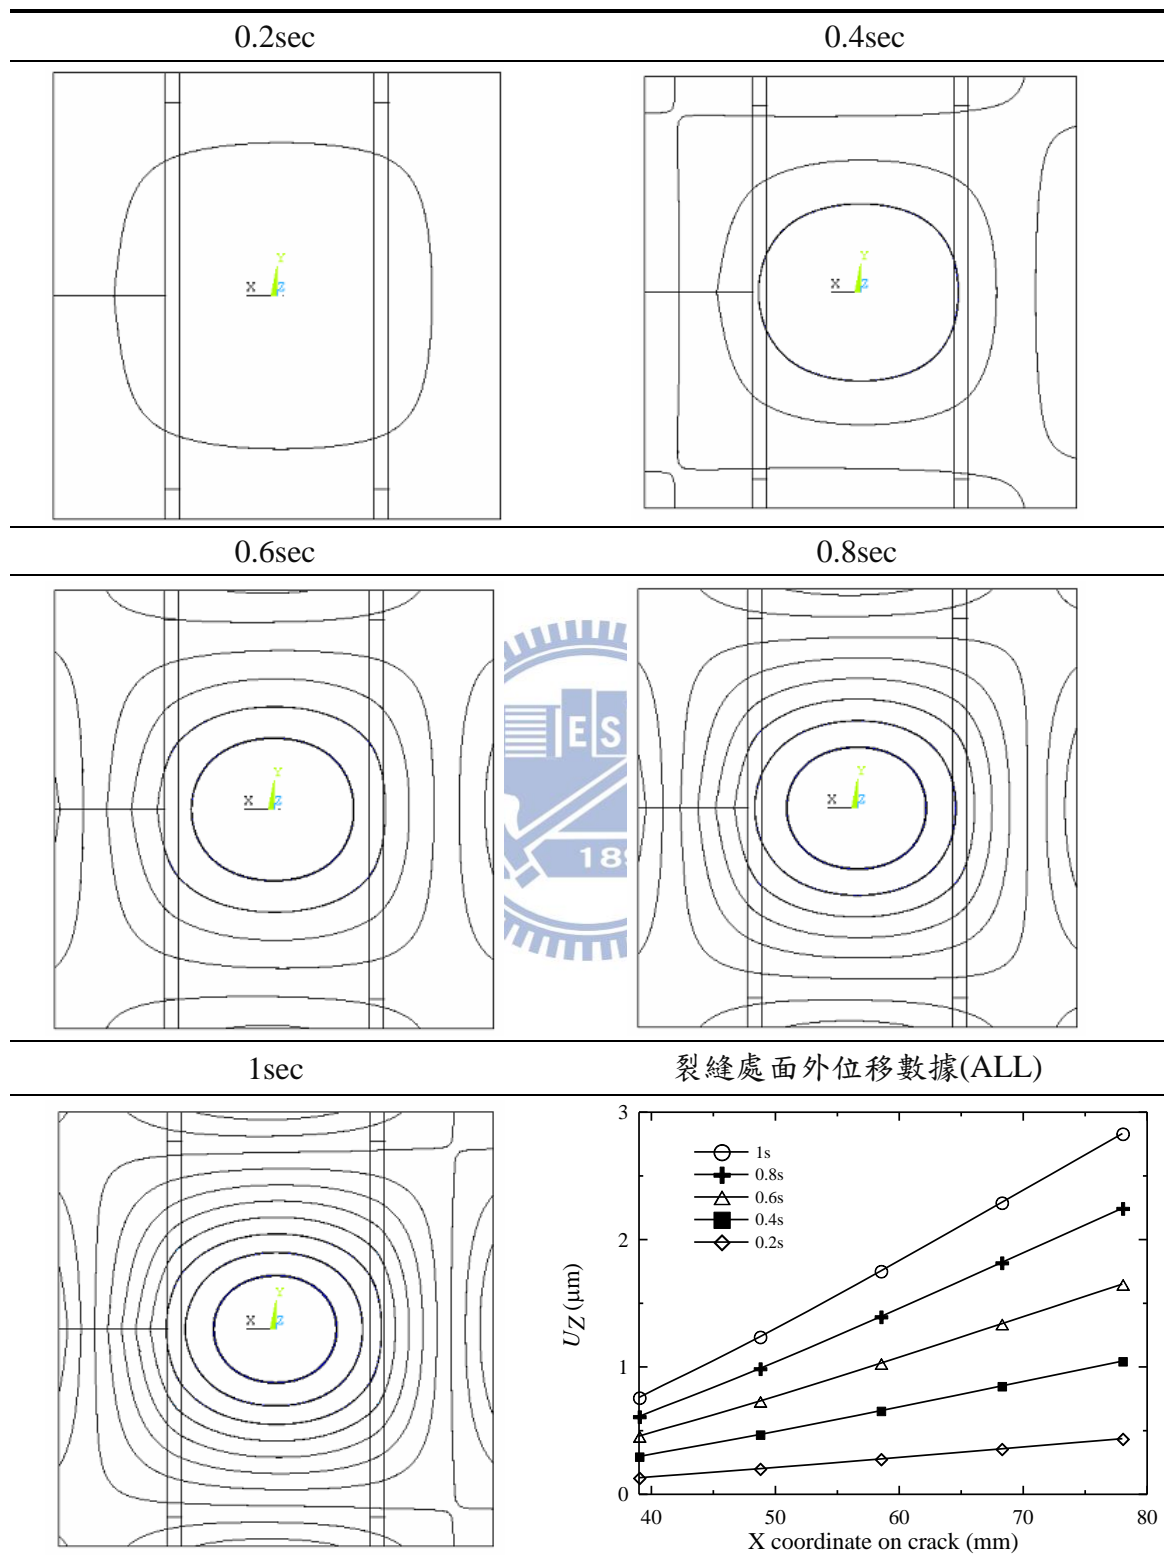 0.2sec
0.4sec
Y
X Z
Y
X Z
0.6sec
0.8sec
Y
X Z
ES
Y
X Z
189
1sec
裂縫處面外位移數據(ALL)
Y
X Z
3
2
1
0
UZ (μm)
1s
0.8s
0.6s
0.4s
0.2s
40 50 60 70 80
X coordinate on crack (mm)